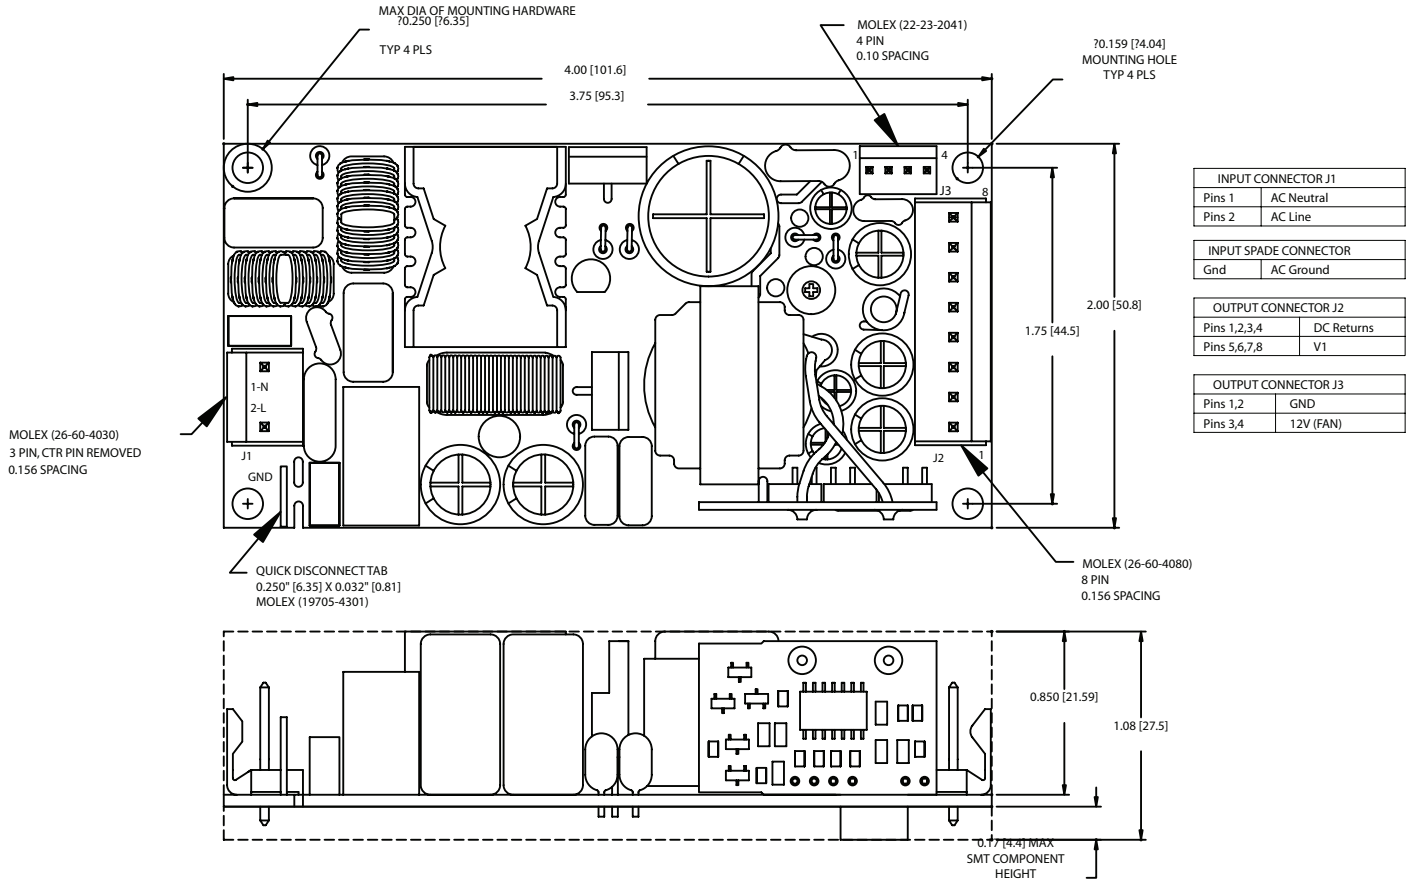 MAX DIA OF MOUNTING HARDWARE
?0.250 [?6.35]
TYP 4 PLS
MOLEX (22-23-2041)
4 PIN
0.10 SPACING
?0.159 [?4.04]
MOUNTING HOLE
TYP 4 PLS
4.00 [101.6]
3.75 [95.3]
1
4
J3
8
2.00 [50.8]
1.75 [44.5]
INPUT CONNECTOR J1
Pins 1 AC Neutral
Pins 2 AC Line
INPUT SPADE CONNECTOR
Gnd AC Ground
OUTPUT CONNECTOR J2
Pins 1,2,3,4 DC Returns
Pins 5,6,7,8 V1
OUTPUT CONNECTOR J3
Pins 1,2 GND
Pins 3,4 12V (FAN)
1-N
2-L
J1
GND
MOLEX (26-60-4030)
3 PIN, CTR PIN REMOVED
0.156 SPACING
J2
1
QUICK DISCONNECT TAB
0.250" [6.35] X 0.032" [0.81]
MOLEX (19705-4301)
MOLEX (26-60-4080)
8 PIN
0.156 SPACING
0.850 [21.59]
1.08 [27.5]
0.17 [4.4] MAX
SMT COMPONENT
HEIGHT